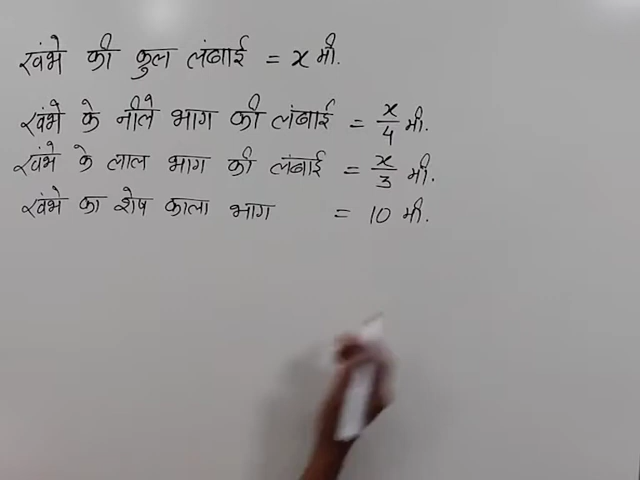 खंभे की कुल लंबाई = x मी.
खंभे के नीले भाग की लंबाई = x/4 मी.
खंभे के लाल भाग की लंबाई = x/3 मी.
खंभे का शेष काला भाग = 10 मी.